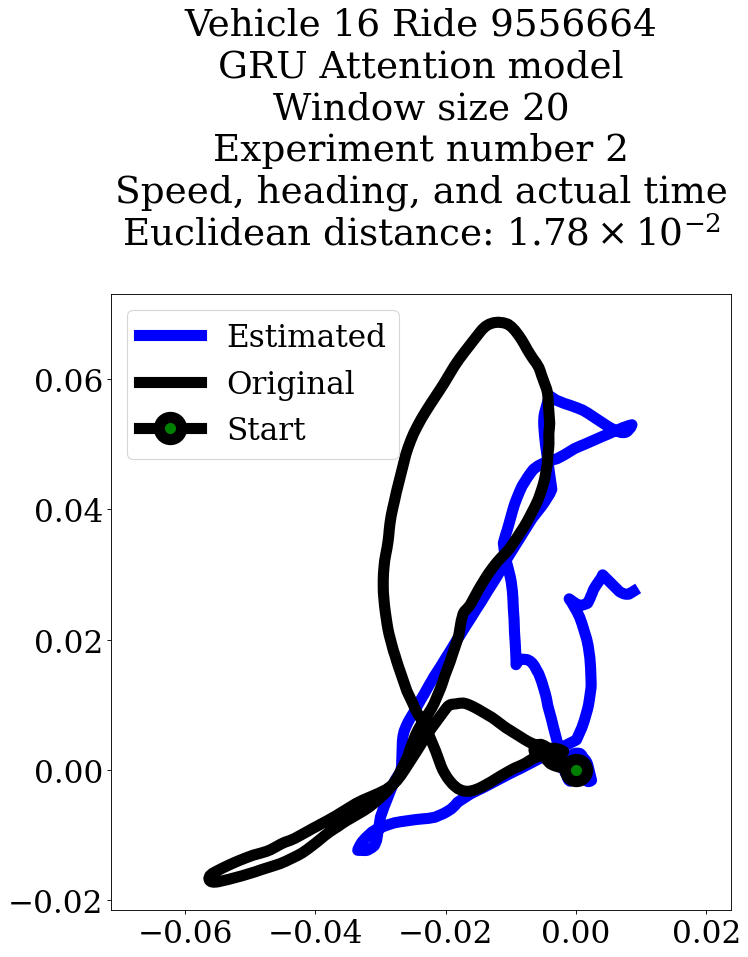 Vehicle 16 Ride 9556664
GRU Attention model
Window size 20
Experiment number 2
Speed, heading, and actual time
Euclidean distance: 1.78 × 10⁻²
Estimated
Original
Start
0.06
0.04
0.02
0.00
−0.02
−0.06 −0.04 −0.02 0.00 0.02